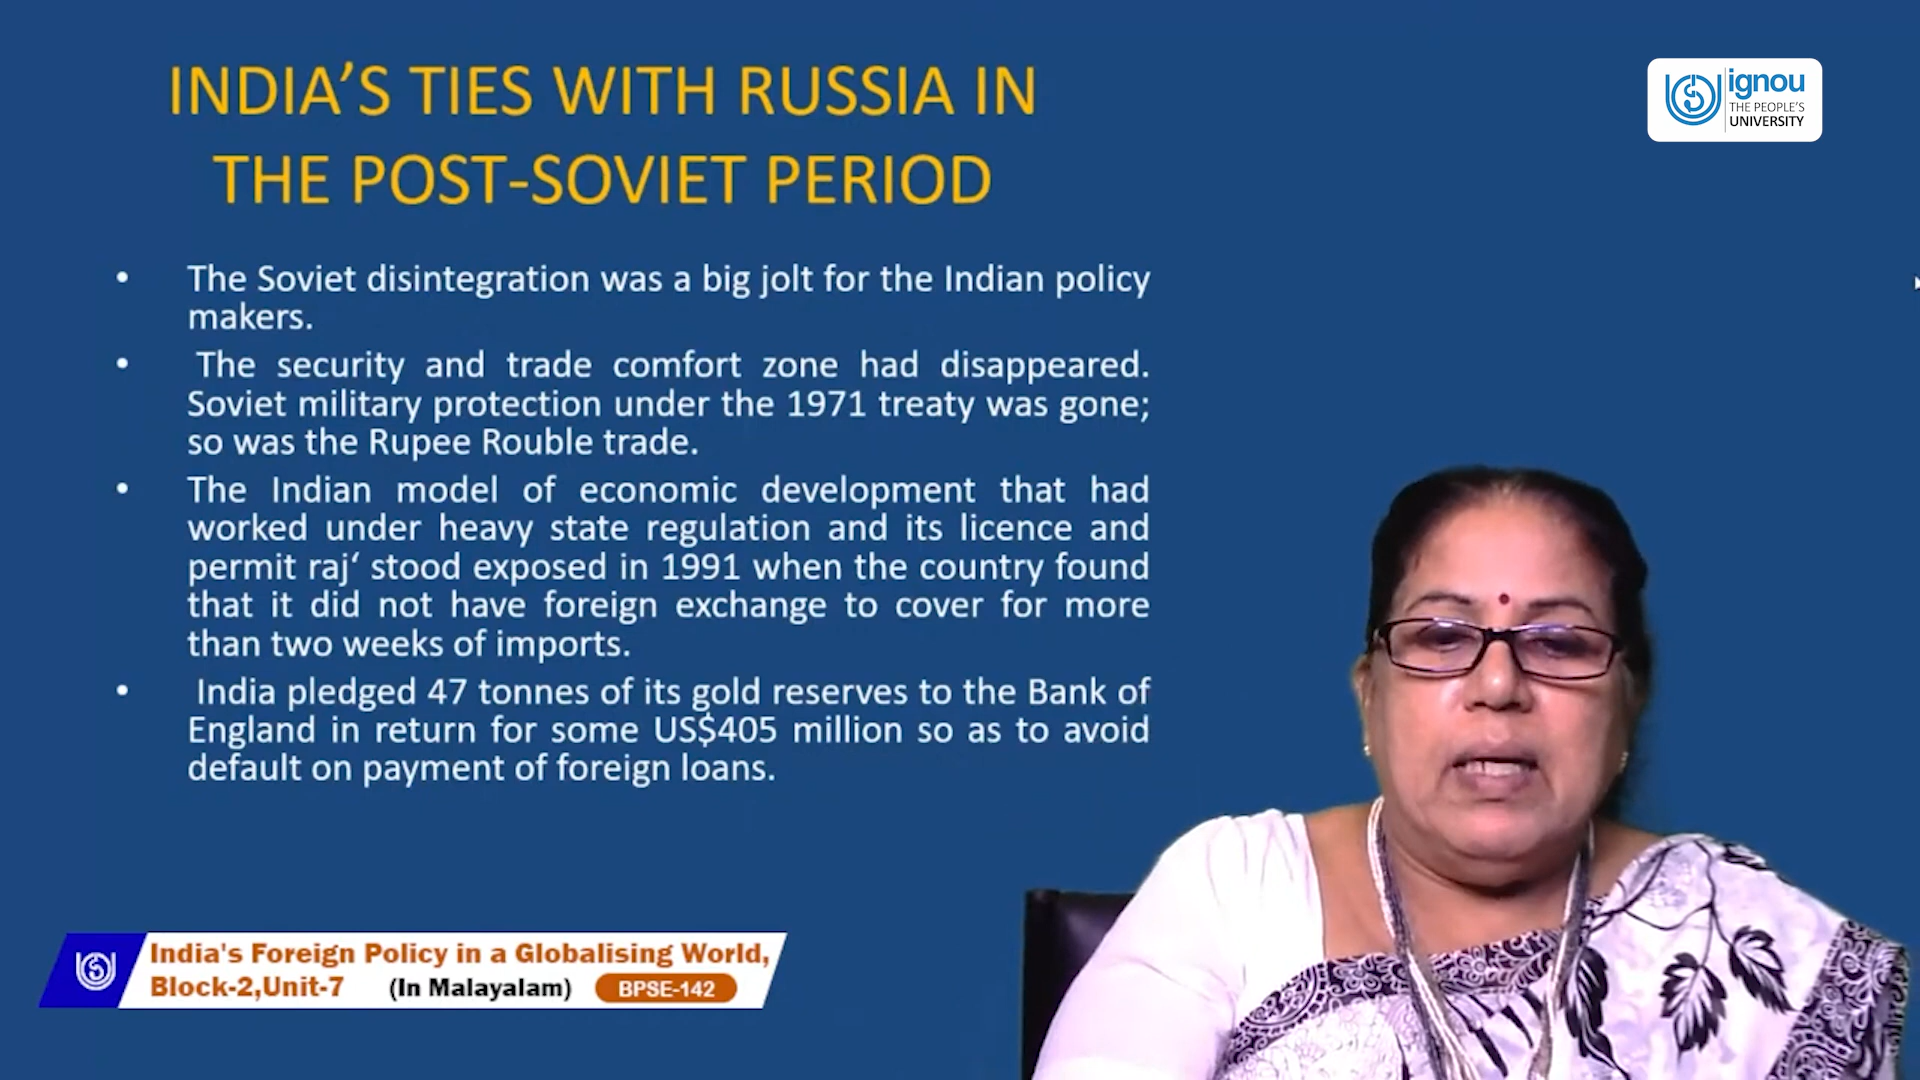 INDIA’S TIES WITH RUSSIA IN
THE POST-SOVIET PERIOD
ignou
THE PEOPLE'S
UNIVERSITY
• The Soviet disintegration was a big jolt for the Indian policy
makers.
• The security and trade comfort zone had disappeared.
Soviet military protection under the 1971 treaty was gone;
so was the Rupee Rouble trade.
• The Indian model of economic development that had
worked under heavy state regulation and its licence and
permit raj‘ stood exposed in 1991 when the country found
that it did not have foreign exchange to cover for more
than two weeks of imports.
• India pledged 47 tonnes of its gold reserves to the Bank of
England in return for some US$405 million so as to avoid
default on payment of foreign loans.
India's Foreign Policy in a Globalising World,
Block-2,Unit-7 (In Malayalam) BPSE-142